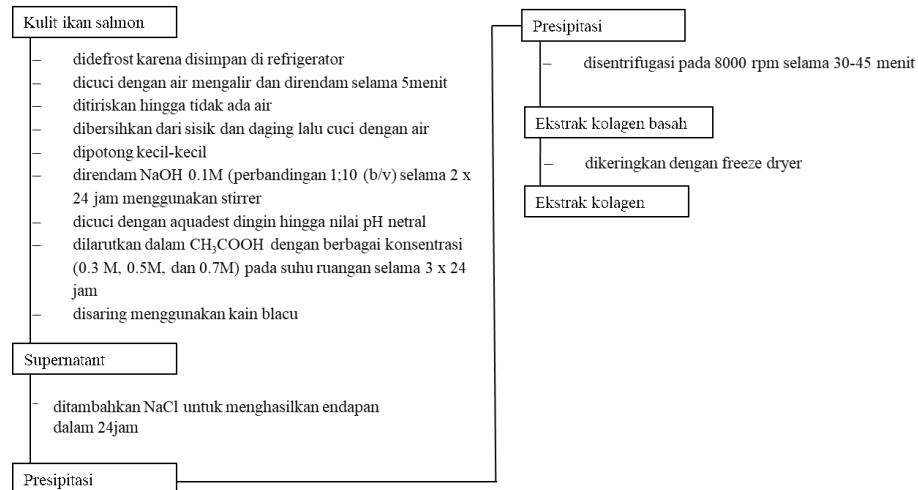 Kulit ikan salmon
– didefrost karena disimpan di refrigerator
– dicuci dengan air mengalir dan direndam selama 5menit
– ditiriskan hingga tidak ada air
– dibersihkan dari sisik dan daging lalu cuci dengan air
– dipotong kecil-kecil
– direndam NaOH 0.1M (perbandingan 1;10 (b/v) selama 2 x
24 jam menggunakan stirrer
– dicuci dengan aquadest dingin hingga nilai pH netral
– dilarutkan dalam CH₃COOH dengan berbagai konsentrasi
(0.3 M, 0.5M, dan 0.7M) pada suhu ruangan selama 3 x 24
jam
– disaring menggunakan kain blacu
Supernatant
- ditambahkan NaCl untuk menghasilkan endapan
dalam 24jam
Presipitasi
Presipitasi
– disentrifugasi pada 8000 rpm selama 30-45 menit
Ekstrak kolagen basah
– dikeringkan dengan freeze dryer
Ekstrak kolagen